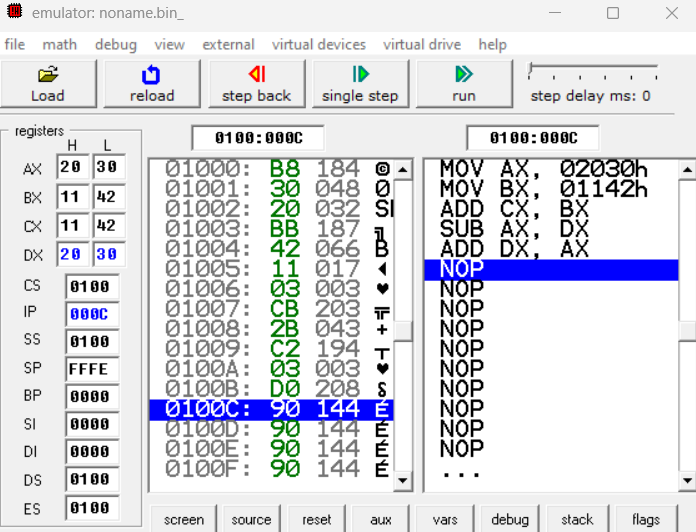 emulator: noname.bin_
file math debug view external virtual devices virtual drive help
Load reload step back single step run step delay ms: 0
registers
H L
AX 20 30
BX 11 42
CX 11 42
DX 20 30
CS 0100
IP 000C
SS 0100
SP FFFE
BP 0000
SI 0000
DI 0000
DS 0100
ES 0100
0100:000C
01000: B8 184 ©
01001: 30 048 0
01002: 20 032
01003: BB 187 ╗
01004: 42 066 B
01005: 11 017 ◄
01006: 03 003 ♥
01007: CB 203 ╦
01008: 2B 043 +
01009: C2 194 ┬
0100A: 03 003 ♥
0100B: D0 208
0100C: 90 144 É
0100D: 90 144 É
0100E: 90 144 É
0100F: 90 144 É
0100:000C
MOV AX, 02030h
MOV BX, 01142h
ADD CX, BX
SUB AX, DX
ADD DX, AX
NOP
NOP
NOP
NOP
NOP
NOP
NOP
NOP
NOP
NOP
...
screen source reset aux vars debug stack flags